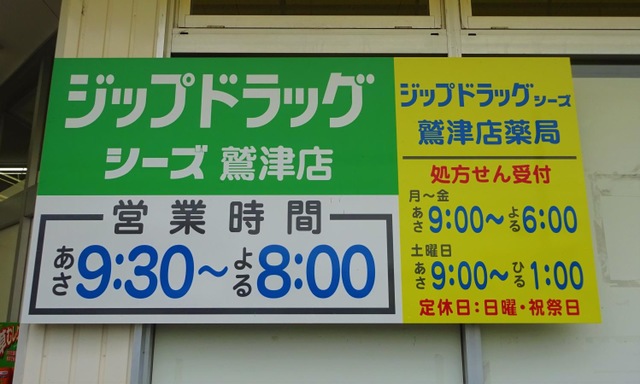 ジップドラッグ
シーズ 鷲津店
営業時間
あさ9:30～よる8:00
ジップドラッグシーズ
鷲津店薬局
処方せん受付
月～金
あさ9:00～よる6:00
土曜日
あさ9:00～ひる1:00
定休日:日曜・祝祭日